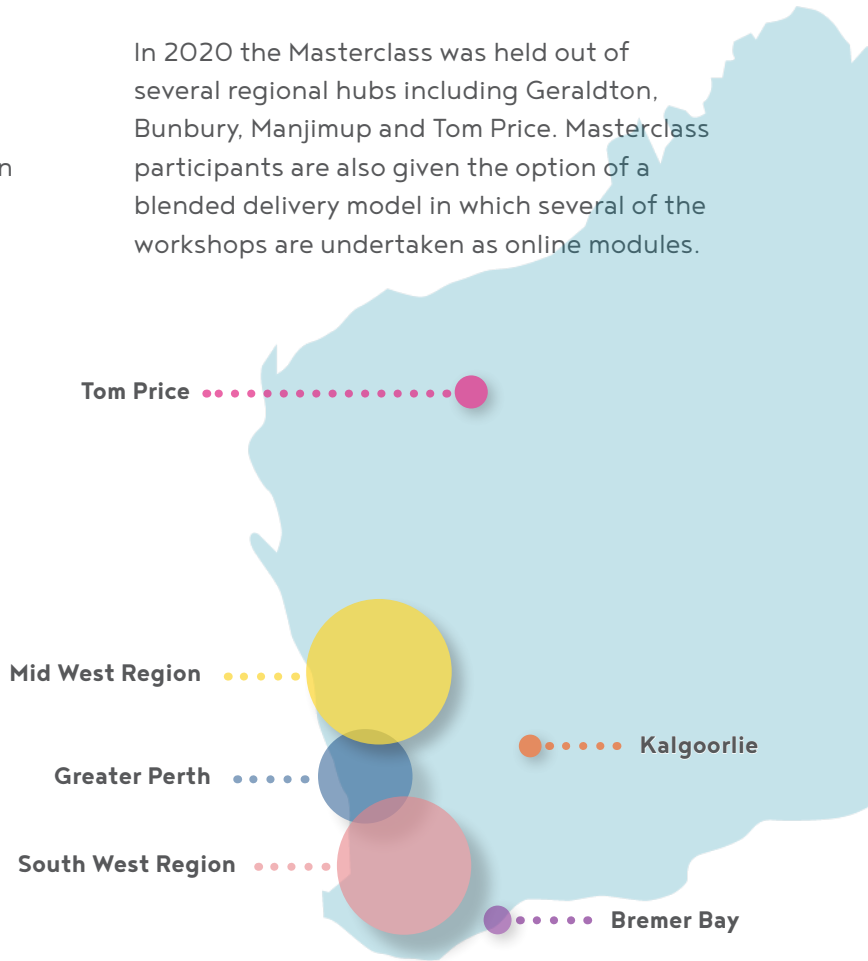 In 2020 the Masterclass was held out of
several regional hubs including Geraldton,
Bunbury, Manjimup and Tom Price. Masterclass
n
participants are also given the option of a
blended delivery model in which several of the
workshops are undertaken as online modules.
Tom Price
Mid West Region
Kalgoorlie
Greater Perth
South West Region
Bremer Bay